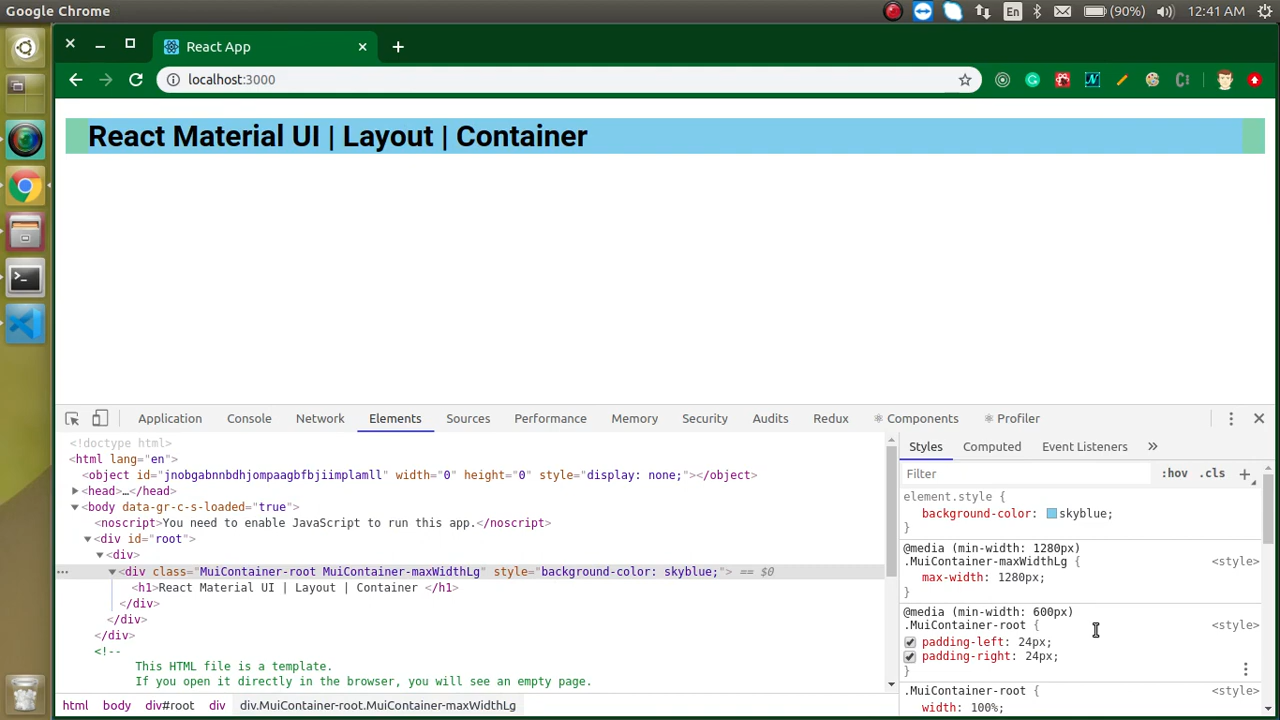 Google Chrome
En
(90%)
12:41 AM
React App
localhost:3000
React Material UI | Layout | Container
Application Console Network Elements Sources Performance Memory Security Audits Redux Components Profiler
<!doctype html>
<html lang="en">
<object id="jnobgabnnbdhjompaagbfbjiimplamll" width="0" height="0" style="display: none;"></object>
<head>…</head>
<body data-gr-c-s-loaded="true">
<noscript>You need to enable JavaScript to run this app.</noscript>
<div id="root">
<div>
<div class="MuiContainer-root MuiContainer-maxWidthLg" style="background-color: skyblue;"> == $0
<h1>React Material UI | Layout | Container </h1>
</div>
</div>
</div>
<!--
This HTML file is a template.
If you open it directly in the browser, you will see an empty page.
html body div#root div div.MuiContainer-root.MuiContainer-maxWidthLg
Styles Computed Event Listeners »
Filter :hov .cls +
element.style {
background-color: skyblue;
}
@media (min-width: 1280px)
.MuiContainer-maxWidthLg { <style>
max-width: 1280px;
}
@media (min-width: 600px)
.MuiContainer-root { <style>
padding-left: 24px;
padding-right: 24px;
}
.MuiContainer-root { <style>
width: 100%;